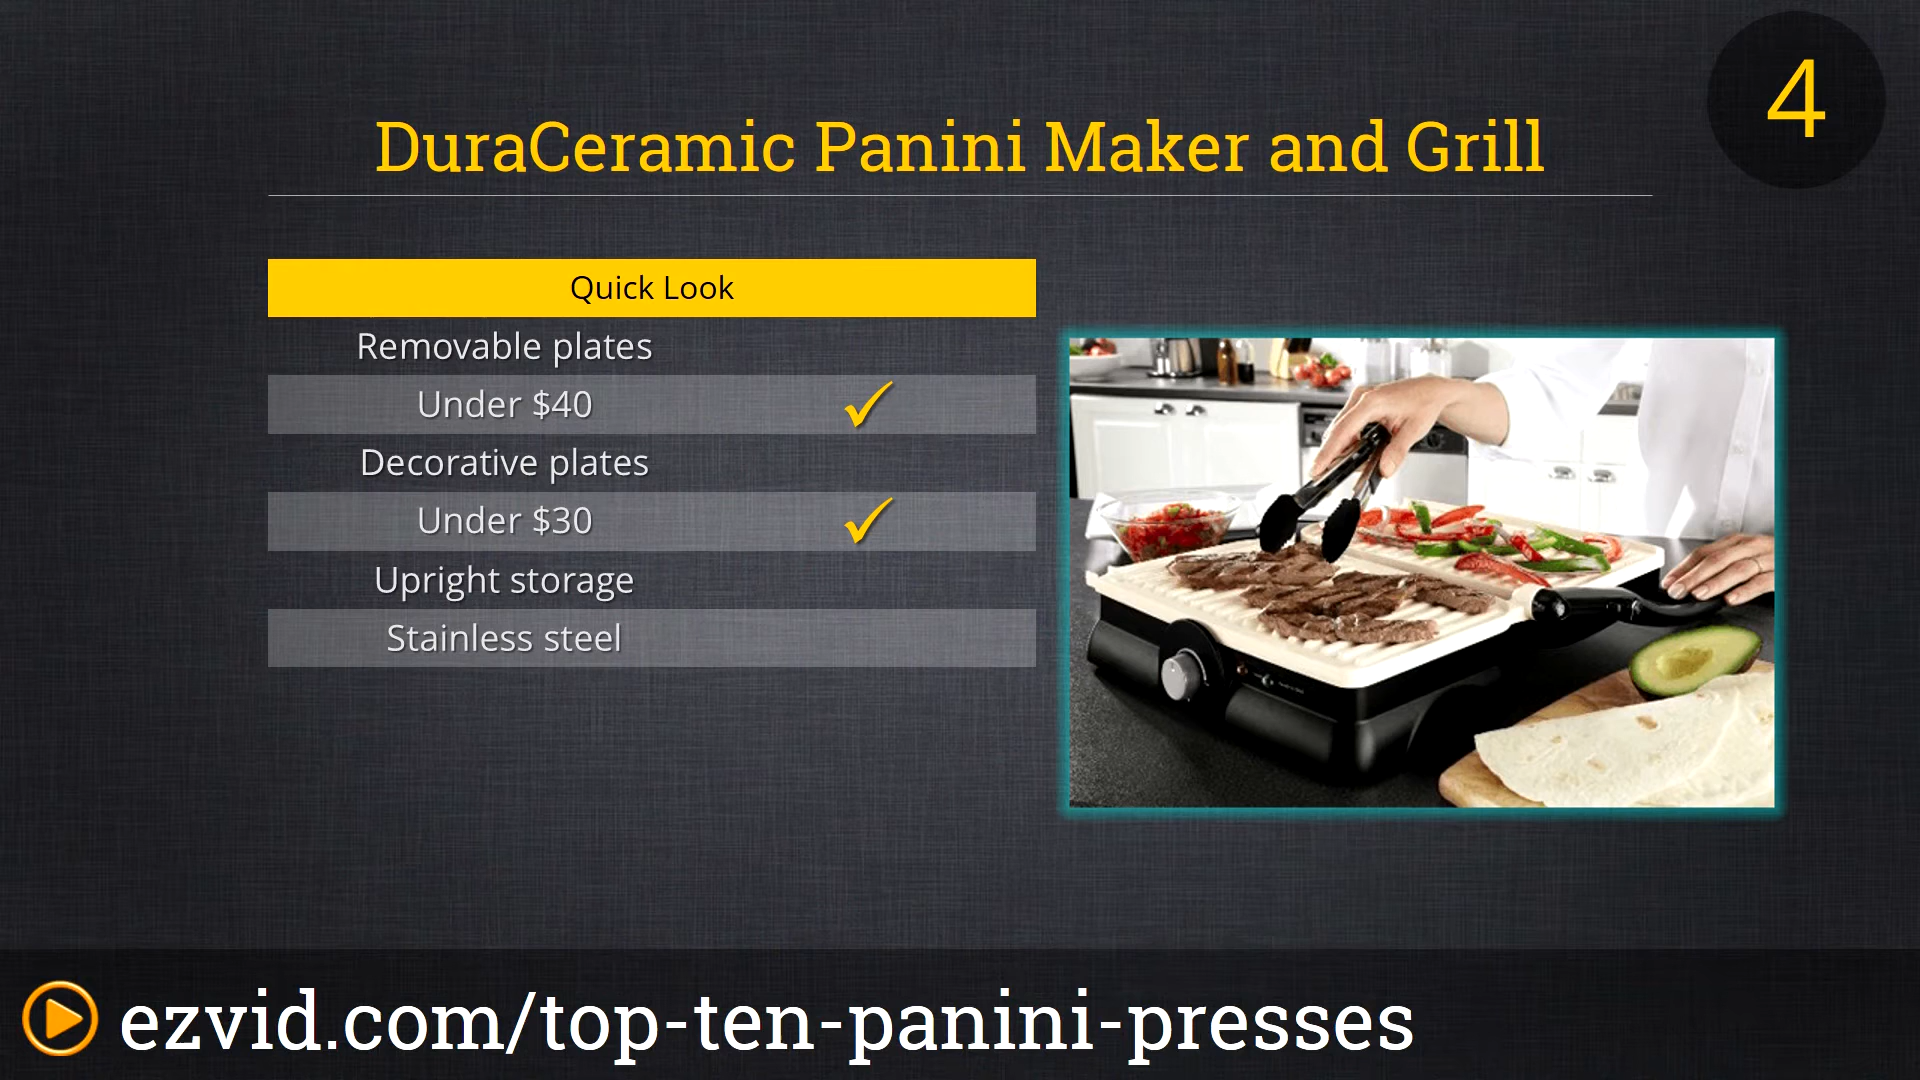 4
DuraCeramic Panini Maker and Grill
Quick Look
Removable plates
Under $40 ✓
Decorative plates
Under $30 ✓
Upright storage
Stainless steel
ezvid.com/top-ten-panini-presses